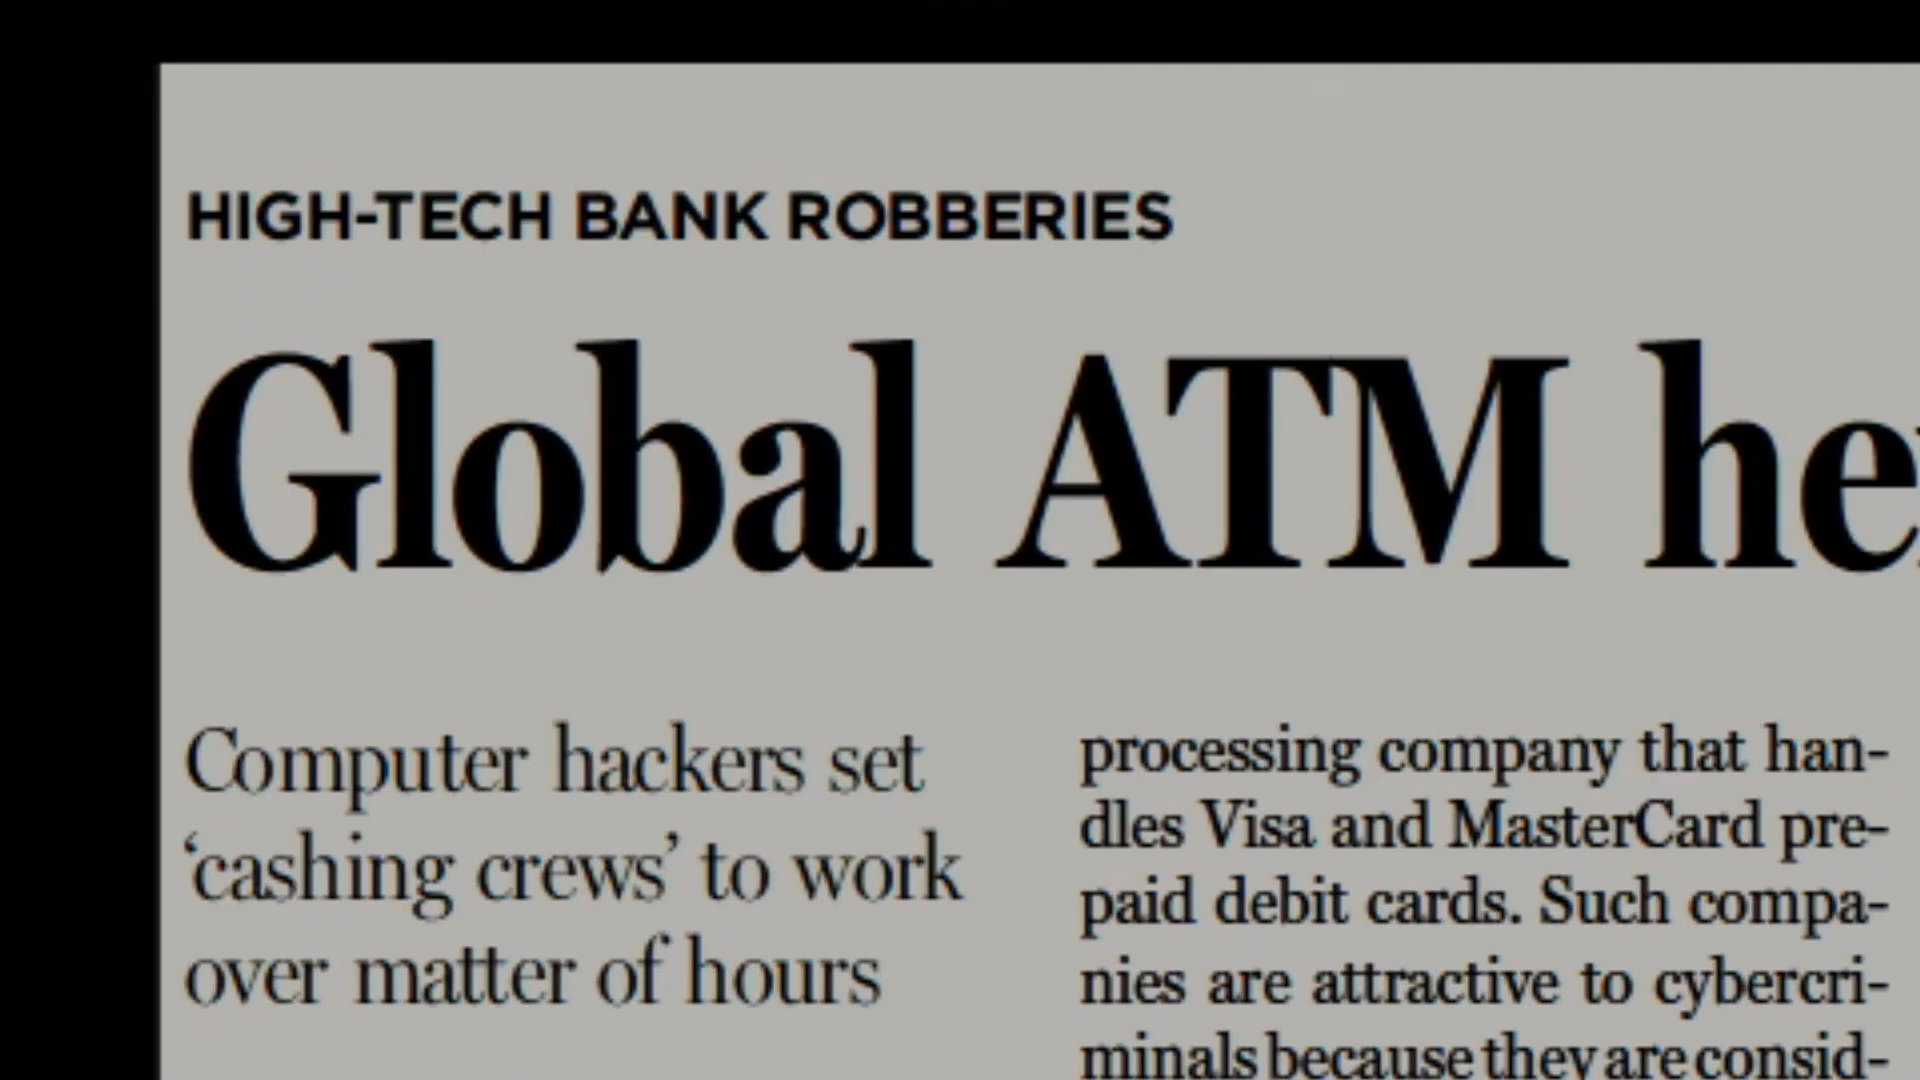 HIGH-TECH BANK ROBBERIES
Global ATM
Computer hackers set
‘cashing crews’ to work
over matter of hours
processing company that han-
dles Visa and MasterCard pre-
paid debit cards. Such compa-
nies are attractive to cybercri-
minals because they are consid-